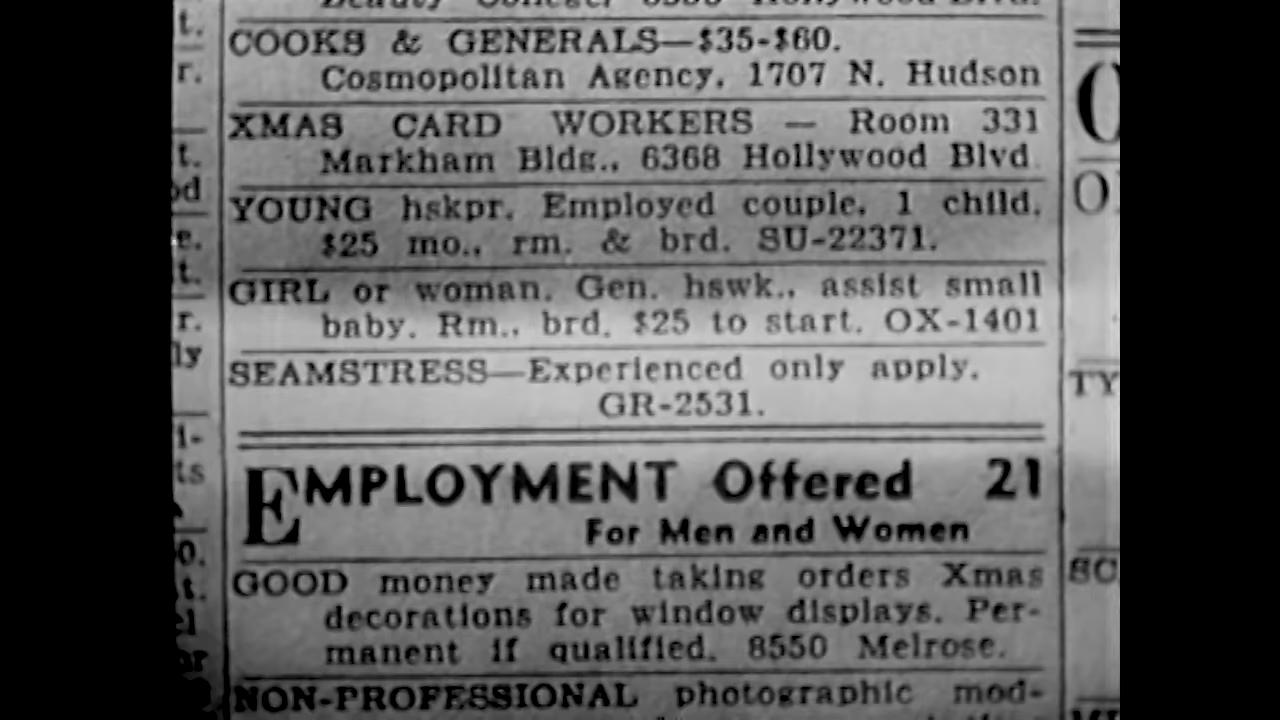 COOKS & GENERALS—$35-$60.
Cosmopolitan Agency, 1707 N. Hudson
XMAS CARD WORKERS — Room 331
Markham Bldg., 6368 Hollywood Blvd
YOUNG hskpr. Employed couple, 1 child.
$25 mo., rm. & brd. SU-22371.
GIRL or woman. Gen. hswk., assist small
baby. Rm., brd. $25 to start. OX-1401
SEAMSTRESS—Experienced only apply.
GR-2531.
EMPLOYMENT Offered 21
For Men and Women
GOOD money made taking orders Xmas
decorations for window displays. Per-
manent if qualified. 8550 Melrose.
NON-PROFESSIONAL photographic mod-